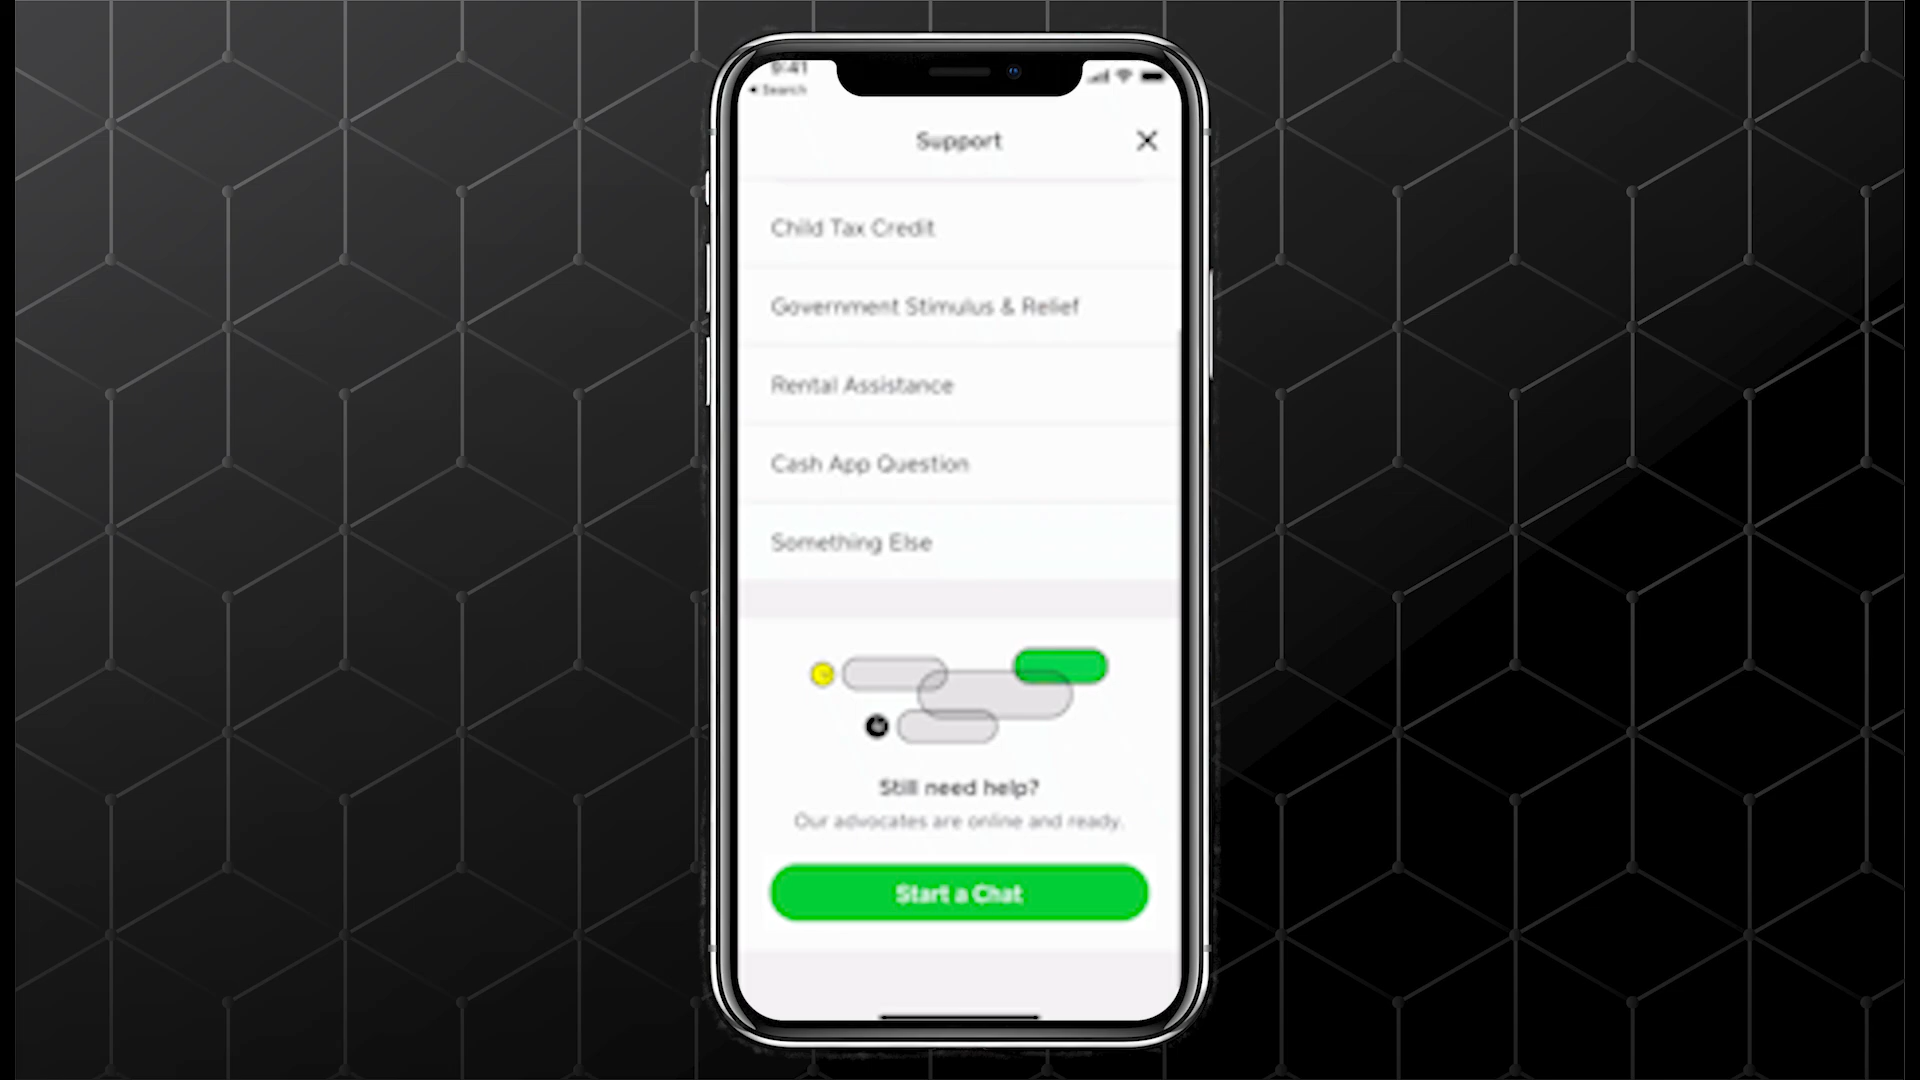 9:41
Search
Support
Child Tax Credit
Government Stimulus & Relief
Rental Assistance
Cash App Question
Something Else
Still need help?
Our advocates are online and ready.
Start a Chat